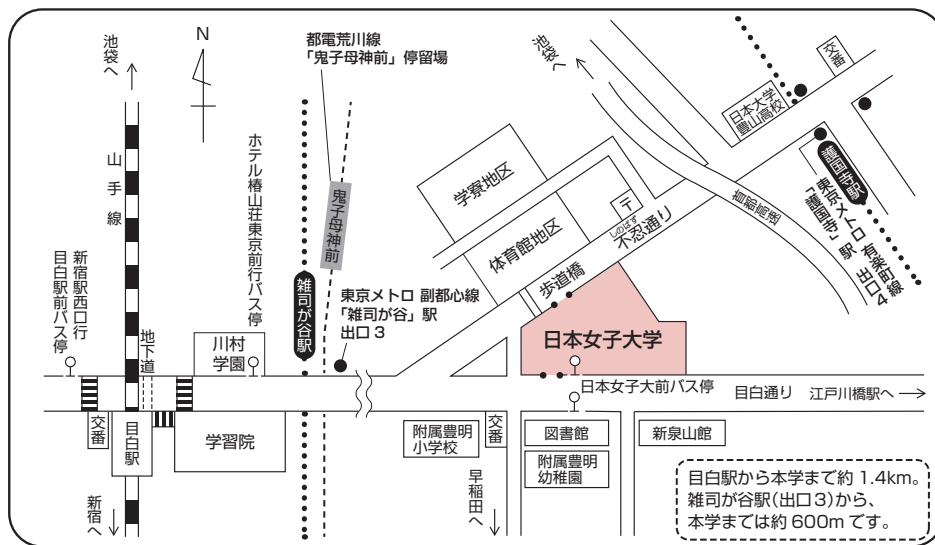 池袋へ
N
都電荒川線
「鬼子母神前」停留場
池袋へ
交番
日本大学
豊山高校
山手線
ホテル椿山荘東京前行バス停
鬼子母神前
学寮地区
〒
しのばず
不忍通り
首都高速
護国寺駅
東京メトロ 有楽町線
「護国寺」駅 出口4
体育館地区
歩道橋
新宿駅西口行
目白駅前バス停
地下道
川村
学園
雑司が谷駅
東京メトロ 副都心線
「雑司が谷」駅
出口3
日本女子大学
日本女子大前バス停
目白通り
江戸川橋駅へ
交番
目白駅
学習院
附属豊明
小学校
交番
図書館
新泉山館
附属豊明
幼稚園
新宿へ
早稲田へ
目白駅から本学まで約1.4km。
雑司が谷駅(出口3)から、
本学までは約600mです。